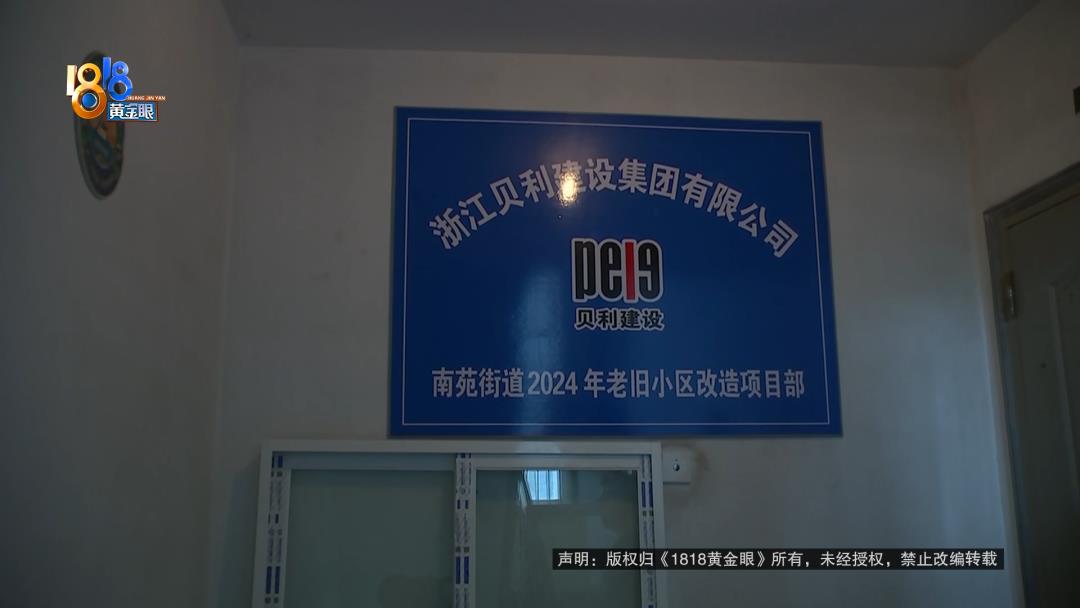 1818
HUANG JIN YAN
黄金眼
浙江贝利建设集团有限公司
贝利建设
南苑街道2024年老旧小区改造项目部
声明：版权归《1818黄金眼》所有，未经授权，禁止改编转载